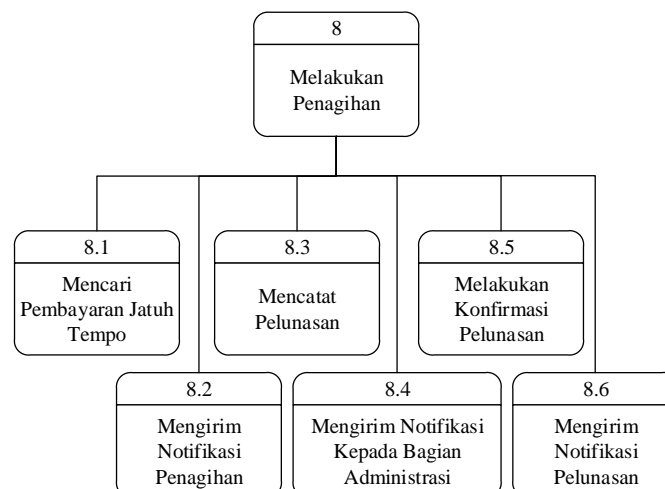 8
Melakukan
Penagihan
8.1
Mencari
Pembayaran Jatuh
Tempo
8.2
Mengirim
Notifikasi
Penagihan
8.3
Mencatat
Pelunasan
8.4
Mengirim Notifikasi
Kepada Bagian
Administrasi
8.5
Melakukan
Konfirmasi
Pelunasan
8.6
Mengirim
Notifikasi
Pelunasan